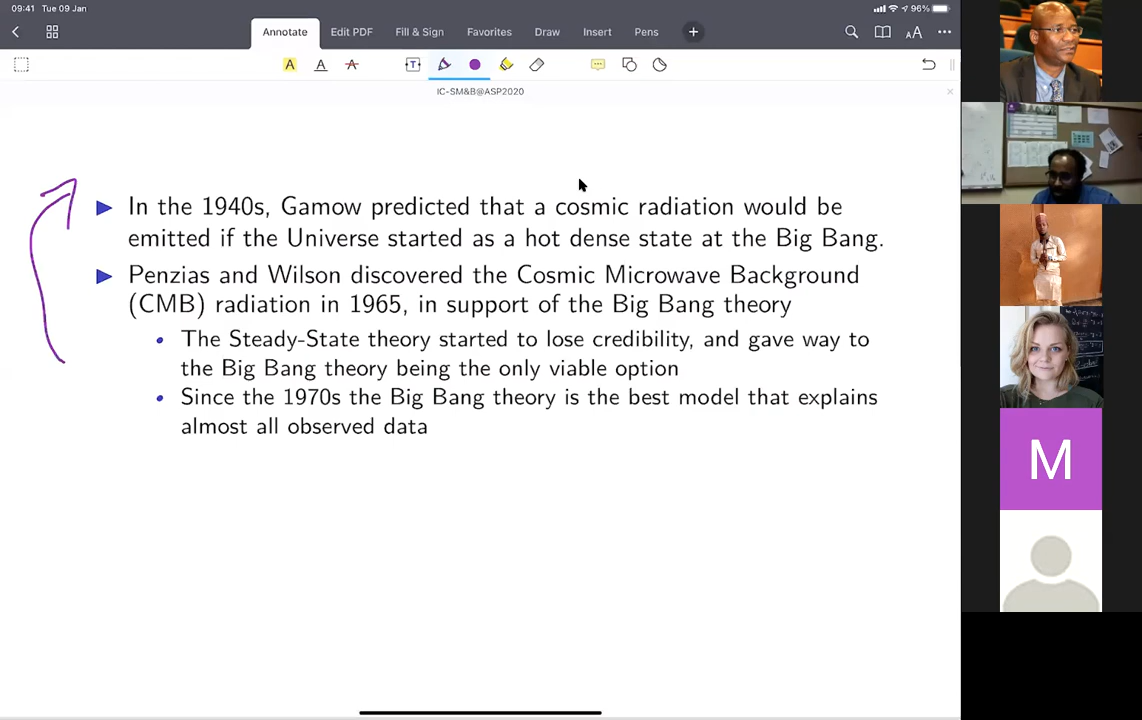 09:41 Tue 09 Jan
96%
Annotate Edit PDF Fill & Sign Favorites Draw Insert Pens
IC-SM&B@ASP2020
In the 1940s, Gamow predicted that a cosmic radiation would be
emitted if the Universe started as a hot dense state at the Big Bang.
Penzias and Wilson discovered the Cosmic Microwave Background
(CMB) radiation in 1965, in support of the Big Bang theory
The Steady-State theory started to lose credibility, and gave way to
the Big Bang theory being the only viable option
Since the 1970s the Big Bang theory is the best model that explains
almost all observed data
M